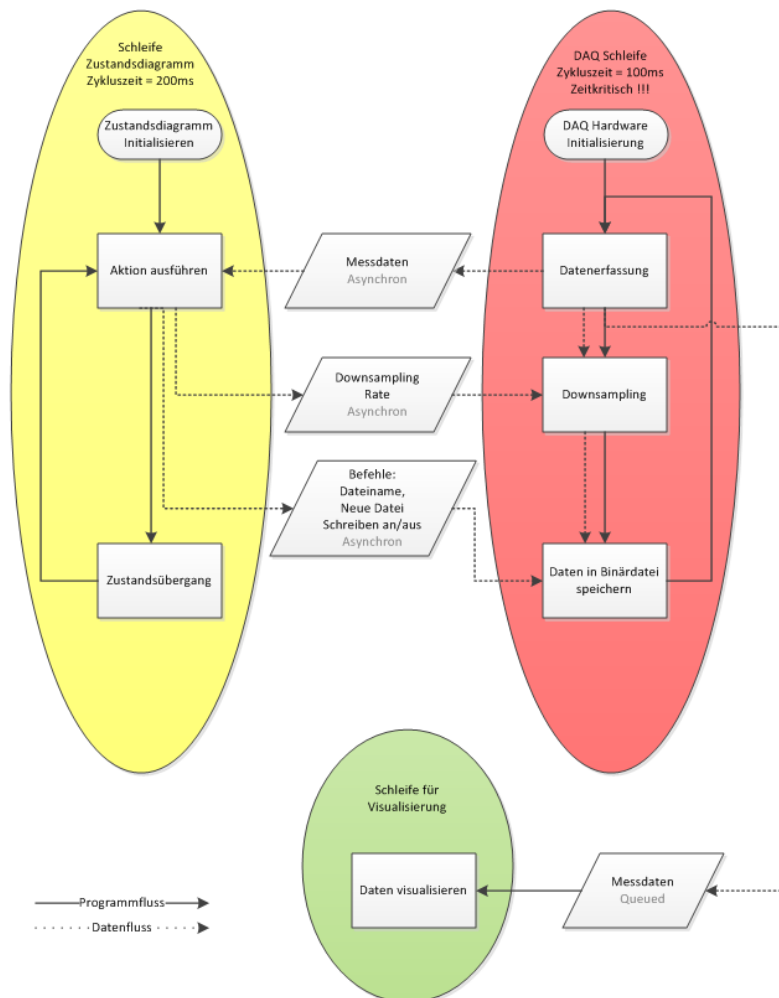 Schleife
Zustandsdiagramm
Zykluszeit = 200ms
Zustandsdiagramm
Initialisieren
Aktion ausführen
Zustandsübergang
Messdaten
Asynchron
Downsampling
Rate
Asynchron
Befehle:
Dateiname,
Neue Datei
Schreiben an/aus
Asynchron
DAQ Schleife
Zykluszeit = 100ms
Zeitkritisch !!!
DAQ Hardware
Initialisierung
Datenerfassung
Downsampling
Daten in Binärdatei
speichern
Schleife für
Visualisierung
Daten visualisieren
Messdaten
Queued
Programmfluss
Datenfluss